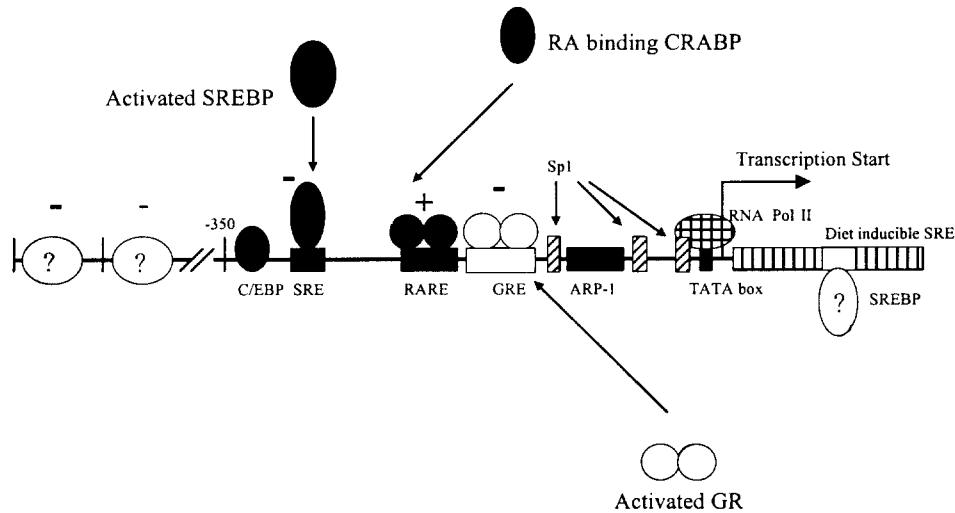 RA binding CRABP
Activated SREBP
Sp1
Transcription Start
-
+
-
-
-
-350
RNA Pol II
Diet inducible SRE
?
?
C/EBP
SRE
RARE
GRE
ARP-1
TATA box
?
SREBP
Activated GR